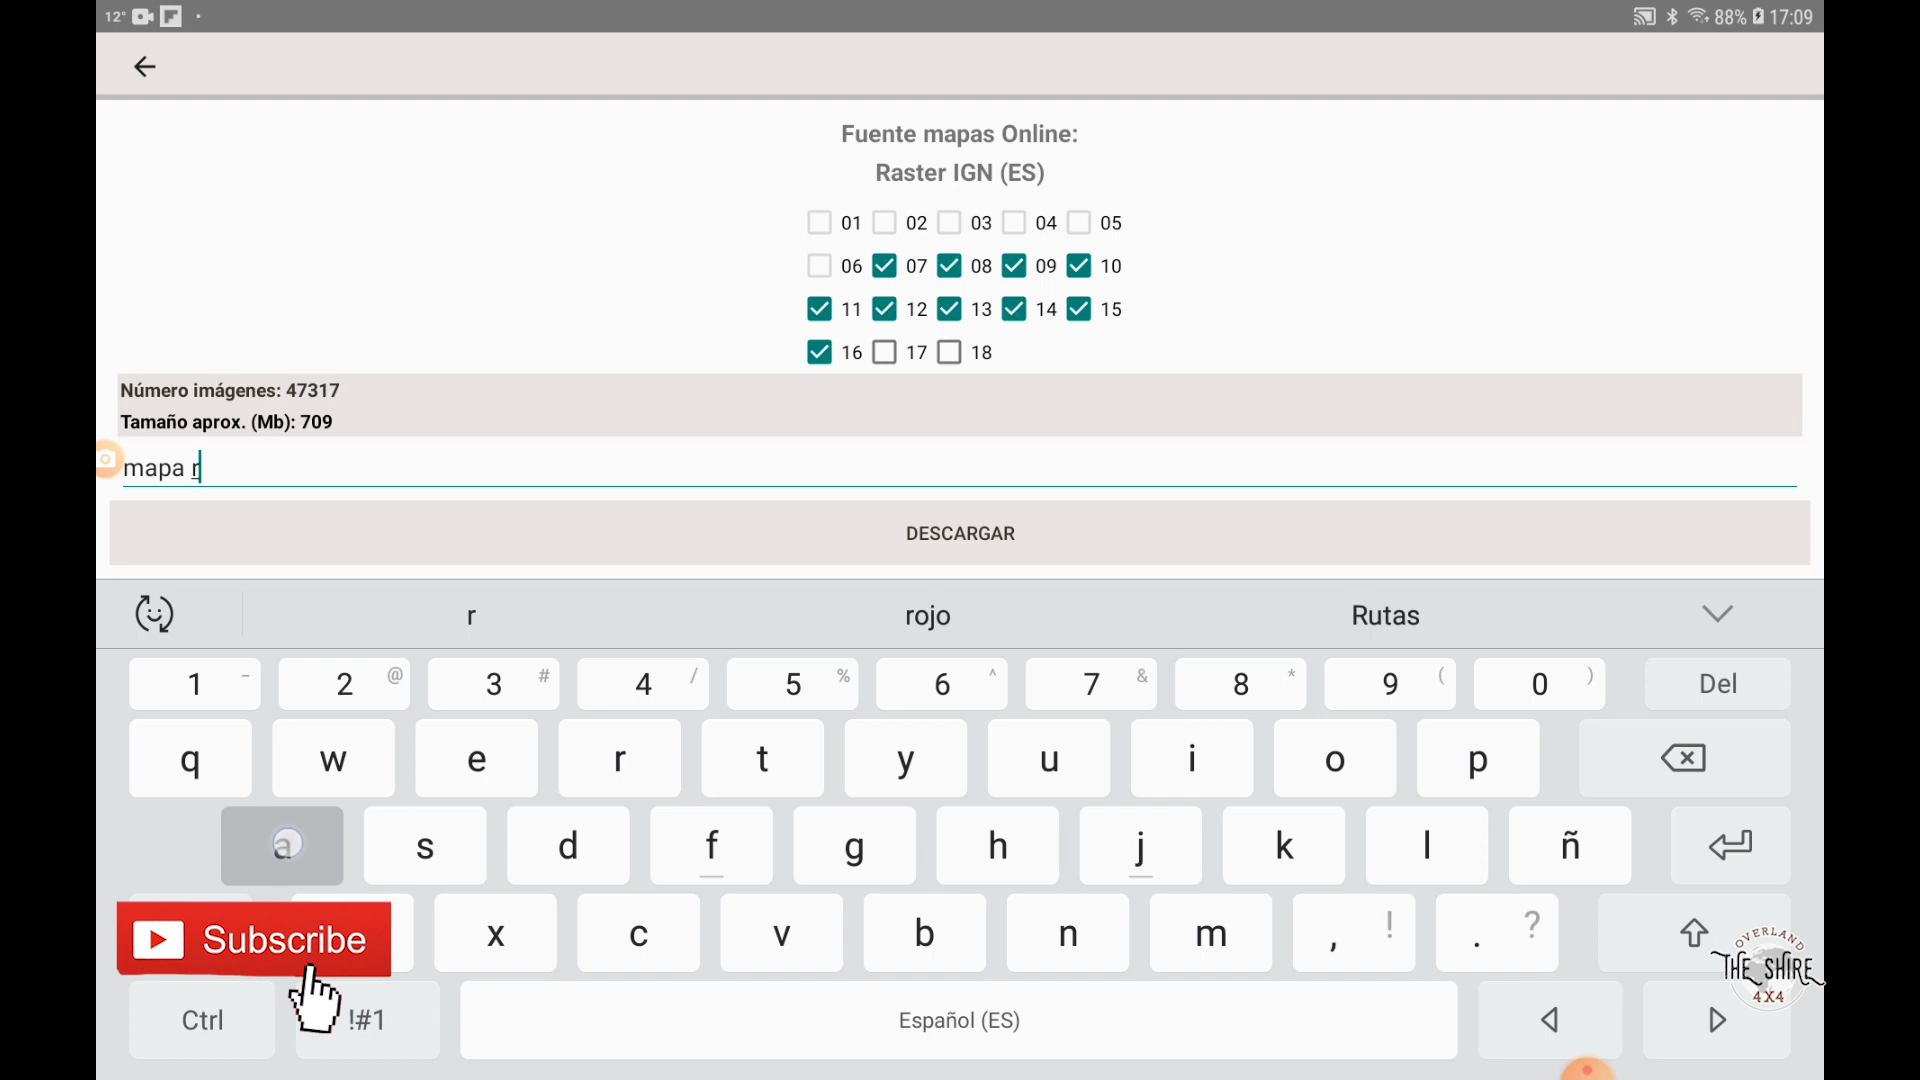 12° 88% 17:09
Fuente mapas Online:
Raster IGN (ES)
01 02 03 04 05
06 07 08 09 10
11 12 13 14 15
16 17 18
Número imágenes: 47317
Tamaño aprox. (Mb): 709
mapa r
DESCARGAR
r rojo Rutas
1 - 2 @ 3 # 4 / 5 % 6 ^ 7 & 8 * 9 ( 0 ) Del
q w e r t y u i o p
a s d f g h j k l ñ
x c v b n m , ! . ?
Subscribe
OVERLAND
THE SHIRE
4X4
Ctrl !#1 Español (ES)